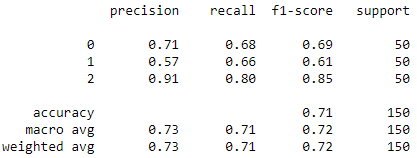 precision recall f1-score support
0 0.71 0.68 0.69 50
1 0.57 0.66 0.61 50
2 0.91 0.80 0.85 50
accuracy 0.71 150
macro avg 0.73 0.71 0.72 150
weighted avg 0.73 0.71 0.72 150